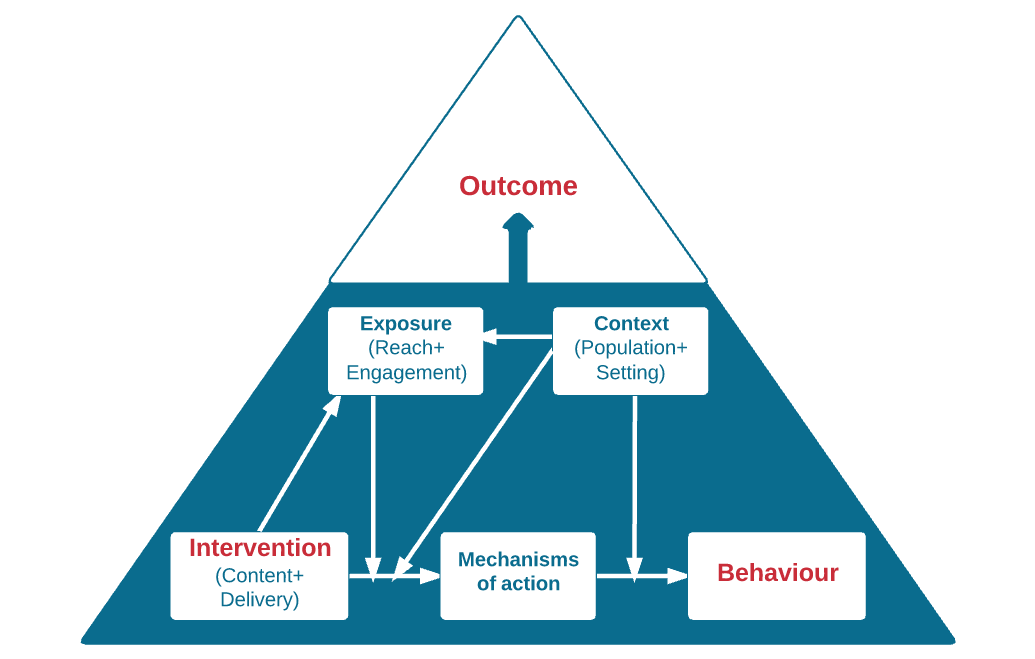 Outcome
Exposure
(Reach+
Engagement)
Context
(Population+
Setting)
Intervention
(Content+
Delivery)
Mechanisms
of action
Behaviour